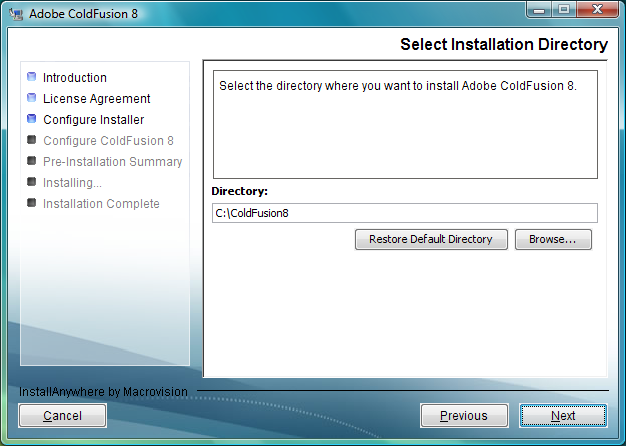 Adobe ColdFusion 8
Select Installation Directory
Introduction
License Agreement
Configure Installer
Configure ColdFusion 8
Pre-Installation Summary
Installing...
Installation Complete
Select the directory where you want to install Adobe ColdFusion 8.
Directory:
C:\ColdFusion8
Restore Default Directory
Browse...
InstallAnywhere by Macrovision
Cancel
Previous
Next